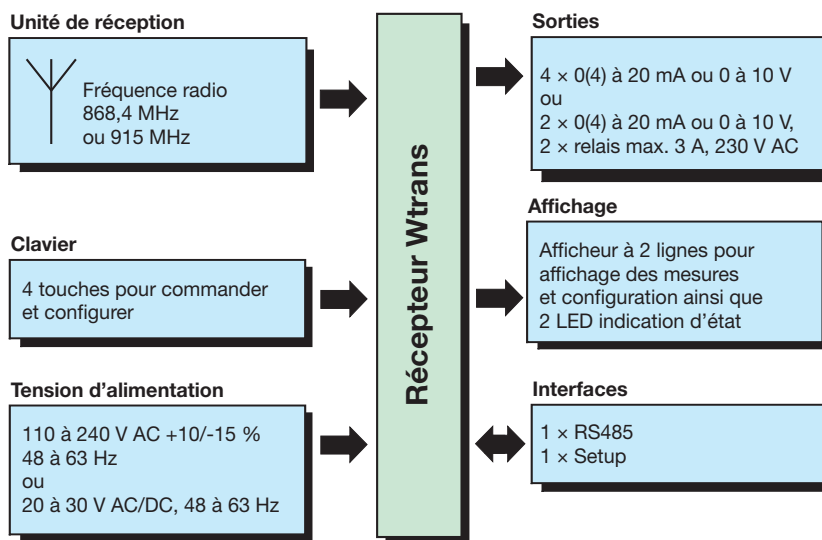 Unité de réception
Fréquence radio
868,4 MHz
ou 915 MHz
Clavier
4 touches pour commander
et configurer
Tension d'alimentation
110 à 240 V AC +10/-15 %
48 à 63 Hz
ou
20 à 30 V AC/DC, 48 à 63 Hz
Récepteur Wtrans
Sorties
4 × 0(4) à 20 mA ou 0 à 10 V
ou
2 × 0(4) à 20 mA ou 0 à 10 V,
2 × relais max. 3 A, 230 V AC
Affichage
Afficheur à 2 lignes pour
affichage des mesures
et configuration ainsi que
2 LED indication d'état
Interfaces
1 × RS485
1 × Setup